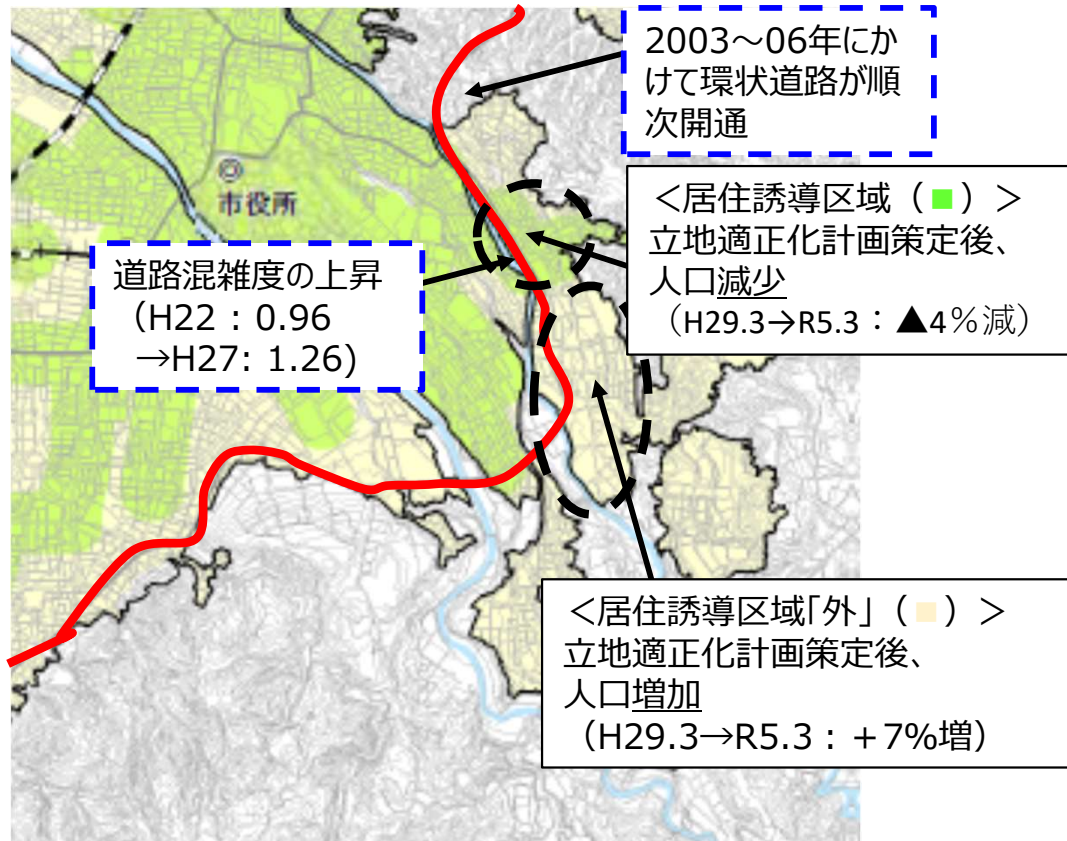 2003～06年にか
けて環状道路が順
次開通
市役所
＜居住誘導区域（■）＞
立地適正化計画策定後、
人口減少
（H29.3→R5.3：▲4％減）
道路混雑度の上昇
（H22：0.96
→H27: 1.26)
＜居住誘導区域「外」（■）＞
立地適正化計画策定後、
人口増加
（H29.3→R5.3：＋7%増）